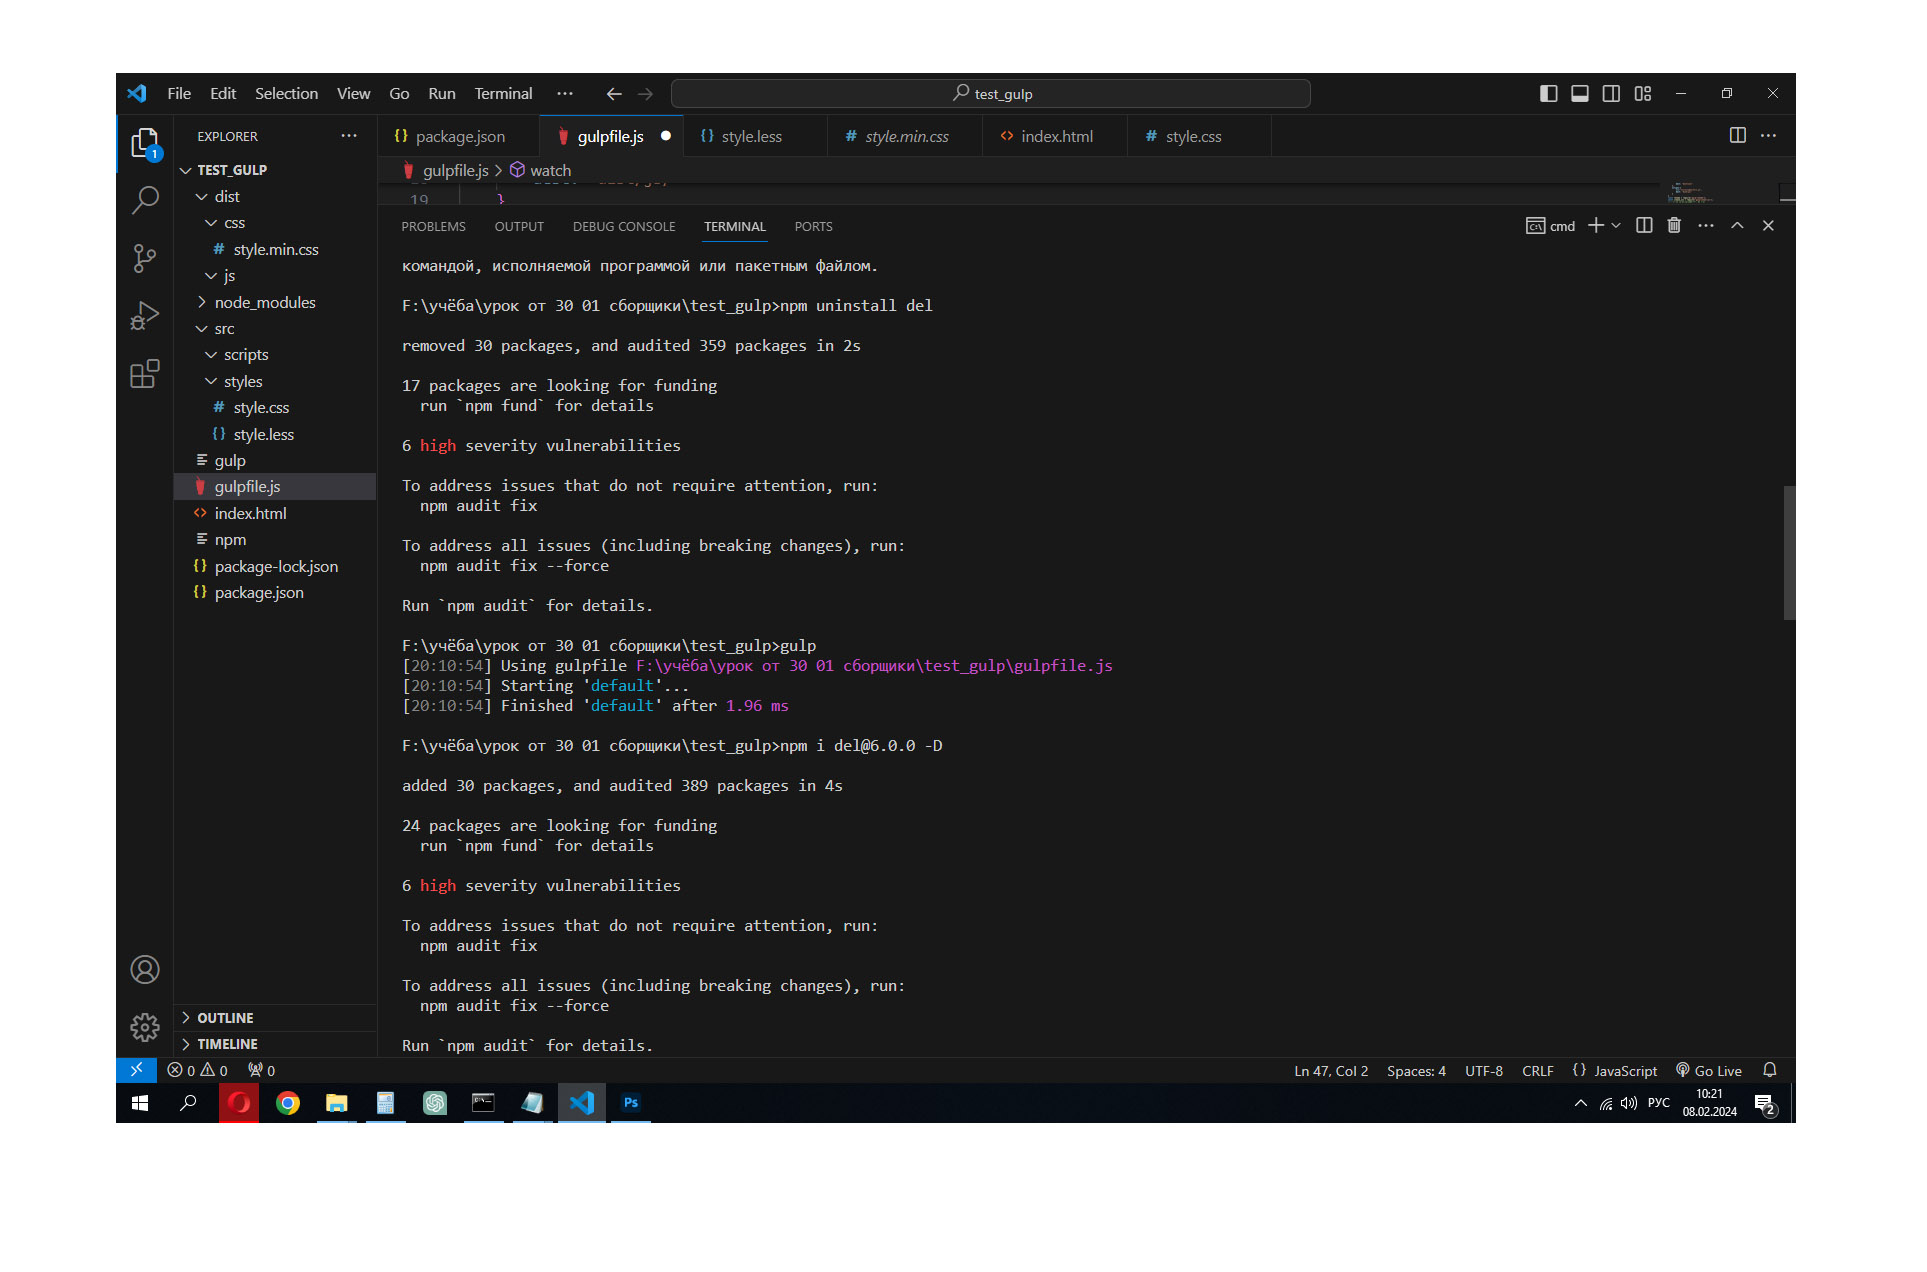 File Edit Selection View Go Run Terminal ··· test_gulp
EXPLORER ···
package.json gulpfile.js style.less style.min.css index.html style.css ···
gulpfile.js > watch
TEST_GULP
dist
css
style.min.css
js
node_modules
src
scripts
styles
style.css
style.less
gulp
gulpfile.js
index.html
npm
package-lock.json
package.json
OUTLINE
TIMELINE
1
19 }
PROBLEMS OUTPUT DEBUG CONSOLE TERMINAL PORTS cmd
командой, исполняемой программой или пакетным файлом.
F:\учёба\урок от 30 01 сборщики\test_gulp>npm uninstall del
removed 30 packages, and audited 359 packages in 2s
17 packages are looking for funding
run `npm fund` for details
6 high severity vulnerabilities
To address issues that do not require attention, run:
npm audit fix
To address all issues (including breaking changes), run:
npm audit fix --force
Run `npm audit` for details.
F:\учёба\урок от 30 01 сборщики\test_gulp>gulp
[20:10:54] Using gulpfile F:\учёба\урок от 30 01 сборщики\test_gulp\gulpfile.js
[20:10:54] Starting 'default'...
[20:10:54] Finished 'default' after 1.96 ms
F:\учёба\урок от 30 01 сборщики\test_gulp>npm i del@6.0.0 -D
added 30 packages, and audited 389 packages in 4s
24 packages are looking for funding
run `npm fund` for details
6 high severity vulnerabilities
To address issues that do not require attention, run:
npm audit fix
To address all issues (including breaking changes), run:
npm audit fix --force
Run `npm audit` for details.
0 0 0 Ln 47, Col 2 Spaces: 4 UTF-8 CRLF {} JavaScript Go Live
Ps РУС 10:21
08.02.2024 2